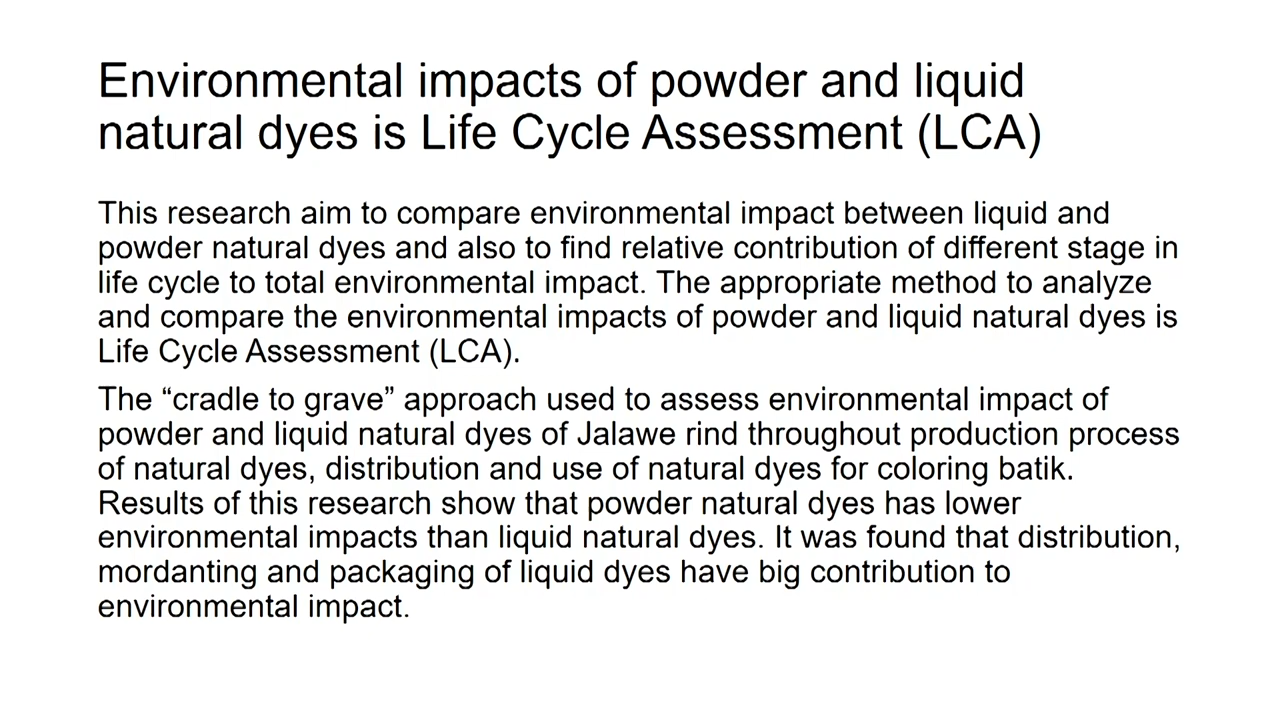 Environmental impacts of powder and liquid
natural dyes is Life Cycle Assessment (LCA)
This research aim to compare environmental impact between liquid and
powder natural dyes and also to find relative contribution of different stage in
life cycle to total environmental impact. The appropriate method to analyze
and compare the environmental impacts of powder and liquid natural dyes is
Life Cycle Assessment (LCA).
The “cradle to grave” approach used to assess environmental impact of
powder and liquid natural dyes of Jalawe rind throughout production process
of natural dyes, distribution and use of natural dyes for coloring batik.
Results of this research show that powder natural dyes has lower
environmental impacts than liquid natural dyes. It was found that distribution,
mordanting and packaging of liquid dyes have big contribution to
environmental impact.